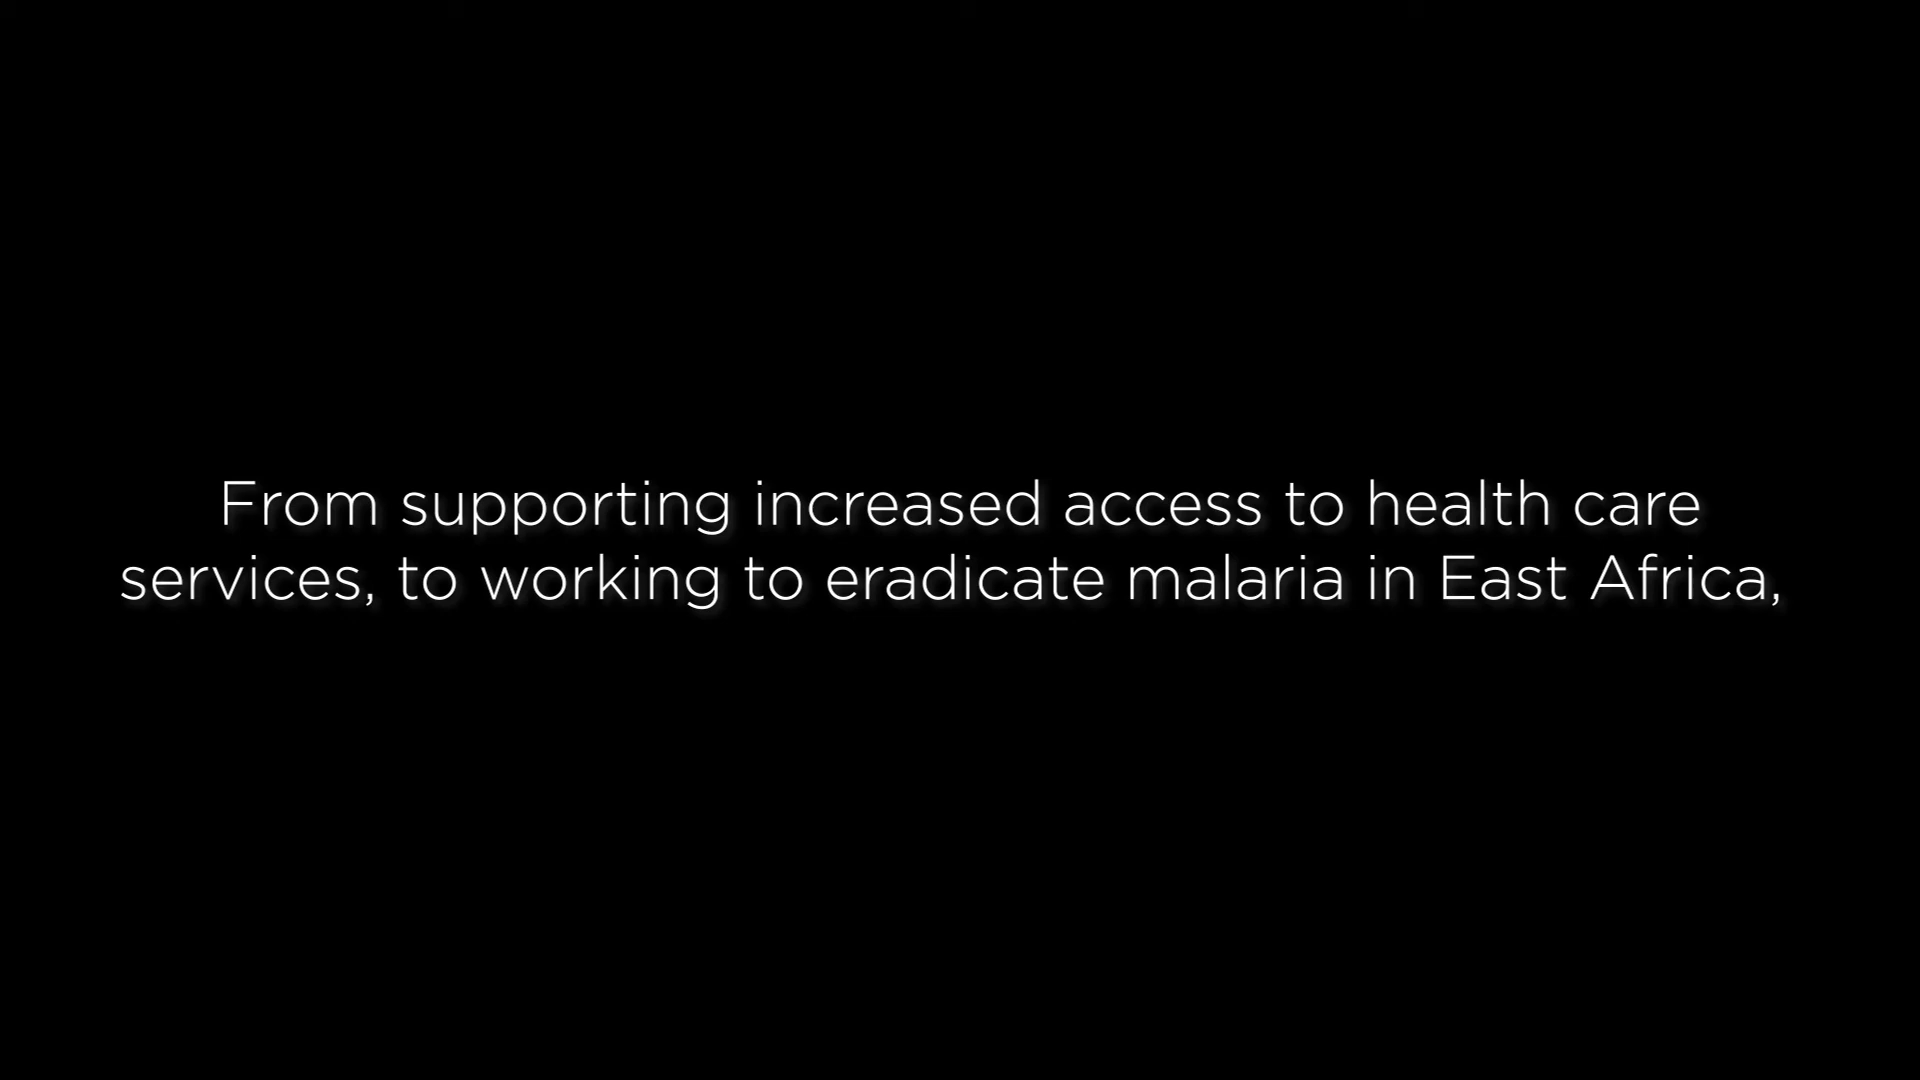 From supporting increased access to health care
services, to working to eradicate malaria in East Africa,